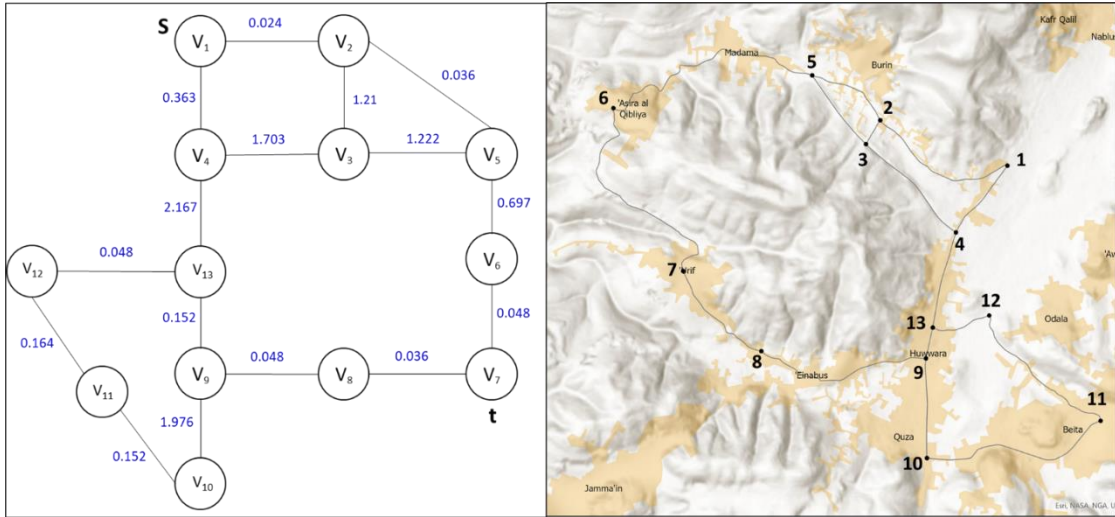 S
V1
0.024
V2
0.036
0.363
1.21
V4
1.703
V3
1.222
V5
2.167
0.697
V12
0.048
V13
V6
0.164
0.152
0.048
V11
V9
0.048
V8
0.036
V7
t
0.152
1.976
V10
Kafr Qalil
Nablu
Madama
5
Burin
6
'Asira al
Qibliya
2
3
1
4
'Aw
7
'Urif
12
Odala
13
Huwwara
8
Einabus
9
11
Beita
Quza
10
Jamma'in
Esri, NASA, NGA, U